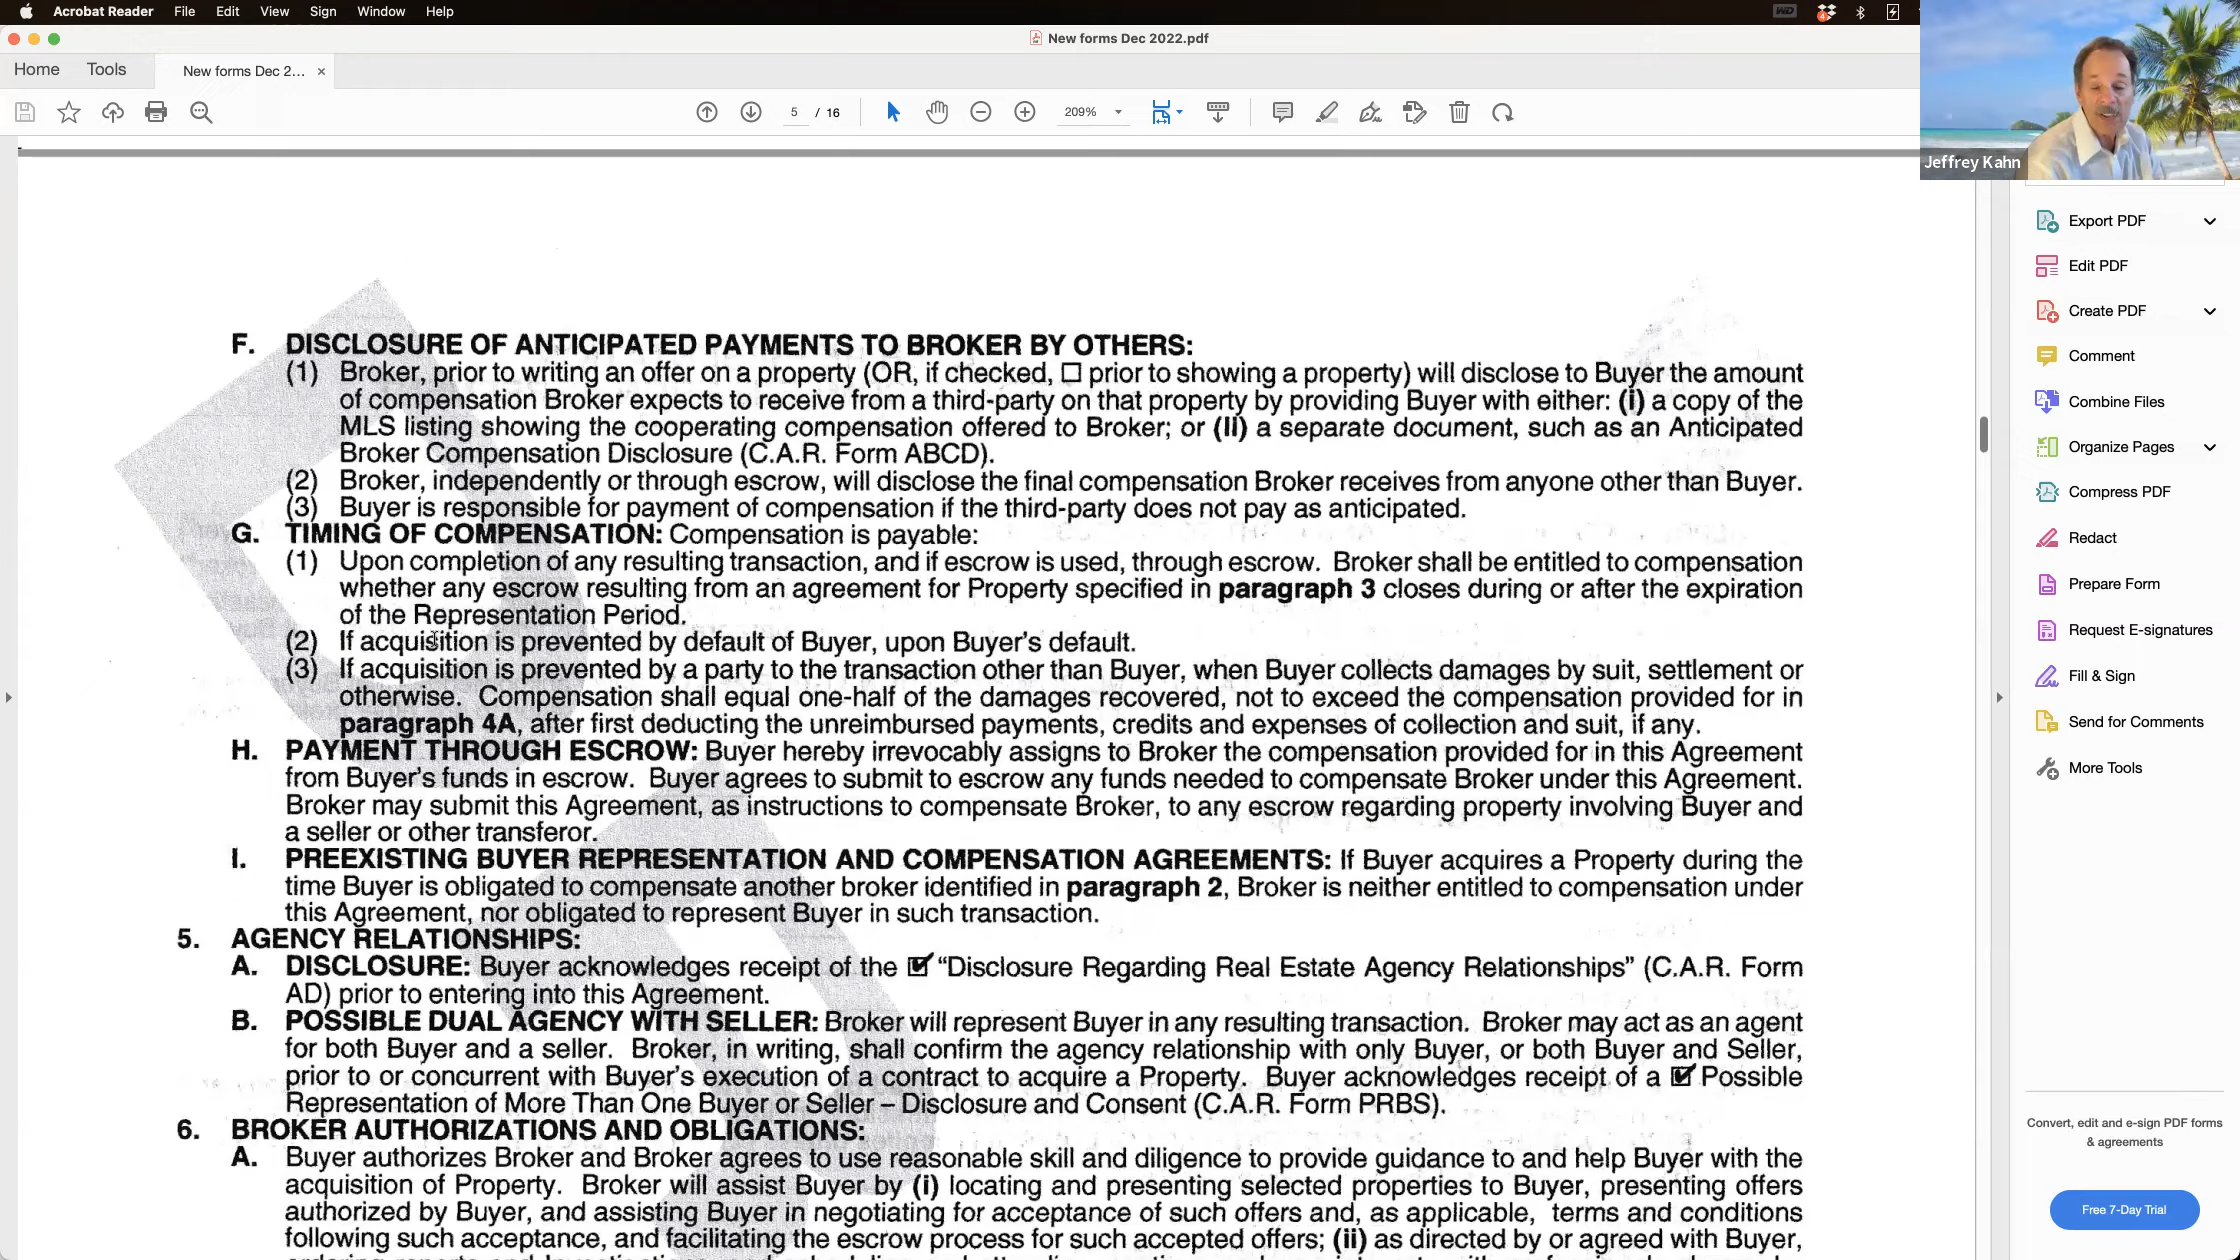 Acrobat Reader File Edit View Sign Window Help
New forms Dec 2022.pdf
Home Tools New forms Dec 2... ×
5 / 16 209%
Jeffrey Kahn
F. DISCLOSURE OF ANTICIPATED PAYMENTS TO BROKER BY OTHERS:
(1) Broker, prior to writing an offer on a property (OR, if checked, ☐ prior to showing a property) will disclose to Buyer the amount
of compensation Broker expects to receive from a third-party on that property by providing Buyer with either: (i) a copy of the
MLS listing showing the cooperating compensation offered to Broker; or (ii) a separate document, such as an Anticipated
Broker Compensation Disclosure (C.A.R. Form ABCD).
(2) Broker, independently or through escrow, will disclose the final compensation Broker receives from anyone other than Buyer.
(3) Buyer is responsible for payment of compensation if the third-party does not pay as anticipated.
G. TIMING OF COMPENSATION: Compensation is payable:
(1) Upon completion of any resulting transaction, and if escrow is used, through escrow. Broker shall be entitled to compensation
whether any escrow resulting from an agreement for Property specified in paragraph 3 closes during or after the expiration
of the Representation Period.
(2) If acquisition is prevented by default of Buyer, upon Buyer's default.
(3) If acquisition is prevented by a party to the transaction other than Buyer, when Buyer collects damages by suit, settlement or
otherwise. Compensation shall equal one-half of the damages recovered, not to exceed the compensation provided for in
paragraph 4A, after first deducting the unreimbursed payments, credits and expenses of collection and suit, if any.
H. PAYMENT THROUGH ESCROW: Buyer hereby irrevocably assigns to Broker the compensation provided for in this Agreement
from Buyer's funds in escrow. Buyer agrees to submit to escrow any funds needed to compensate Broker under this Agreement.
Broker may submit this Agreement, as instructions to compensate Broker, to any escrow regarding property involving Buyer and
a seller or other transferor.
I. PREEXISTING BUYER REPRESENTATION AND COMPENSATION AGREEMENTS: If Buyer acquires a Property during the
time Buyer is obligated to compensate another broker identified in paragraph 2, Broker is neither entitled to compensation under
this Agreement, nor obligated to represent Buyer in such transaction.
5. AGENCY RELATIONSHIPS:
A. DISCLOSURE: Buyer acknowledges receipt of the ☑ "Disclosure Regarding Real Estate Agency Relationships" (C.A.R. Form
AD) prior to entering into this Agreement.
B. POSSIBLE DUAL AGENCY WITH SELLER: Broker will represent Buyer in any resulting transaction. Broker may act as an agent
for both Buyer and a seller. Broker, in writing, shall confirm the agency relationship with only Buyer, or both Buyer and Seller,
prior to or concurrent with Buyer's execution of a contract to acquire a Property. Buyer acknowledges receipt of a ☑ Possible
Representation of More Than One Buyer or Seller – Disclosure and Consent (C.A.R. Form PRBS).
6. BROKER AUTHORIZATIONS AND OBLIGATIONS:
A. Buyer authorizes Broker and Broker agrees to use reasonable skill and diligence to provide guidance to and help Buyer with the
acquisition of Property. Broker will assist Buyer by (i) locating and presenting selected properties to Buyer, presenting offers
authorized by Buyer, and assisting Buyer in negotiating for acceptance of such offers and, as applicable, terms and conditions
following such acceptance, and facilitating the escrow process for such accepted offers; (ii) as directed by or agreed with Buyer,
Export PDF
Edit PDF
Create PDF
Comment
Combine Files
Organize Pages
Compress PDF
Redact
Prepare Form
Request E-signatures
Fill & Sign
Send for Comments
More Tools
Convert, edit and e-sign PDF forms
& agreements
Free 7-Day Trial